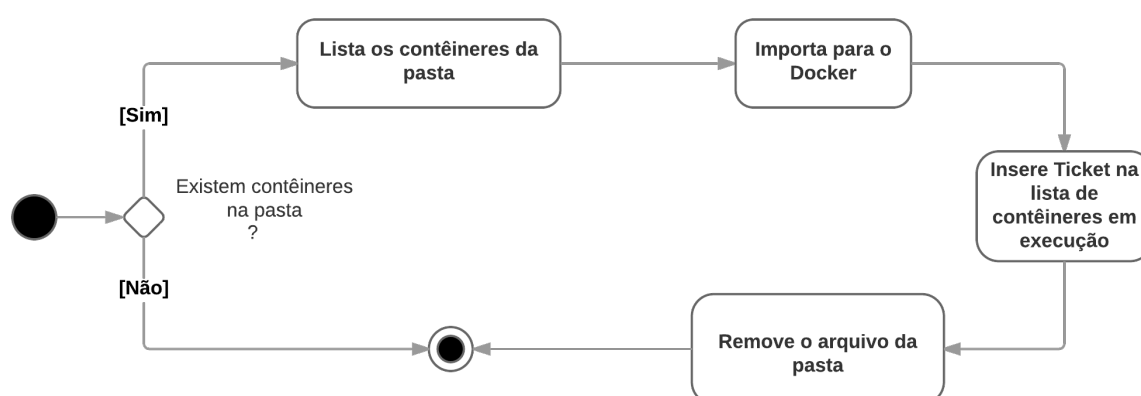 Lista os contêineres da
pasta
Importa para o
Docker
[Sim]
Existem contêineres
na pasta
?
Insere Ticket na
lista de
contêineres em
execução
[Não]
Remove o arquivo da
pasta